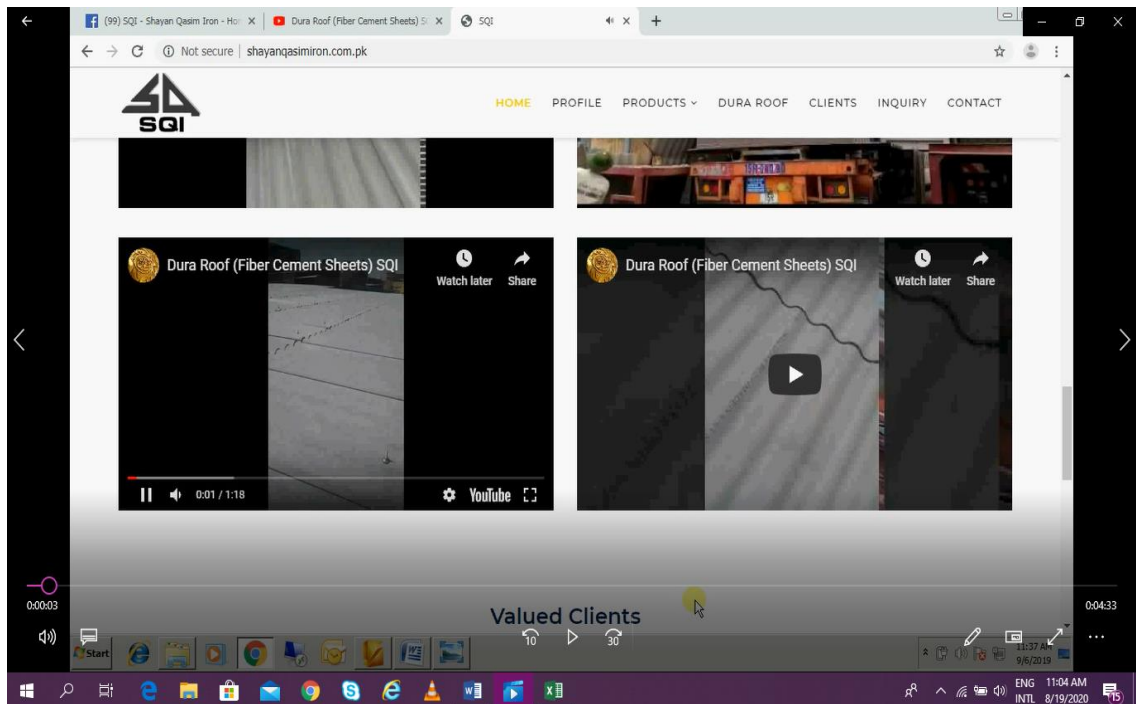 (99) SQI - Shayan Qasim Iron - Ho
Dura Roof (Fiber Cement Sheets) S
SQI
Not secure | shayanqasimiron.com.pk
SQI
HOME PROFILE PRODUCTS DURA ROOF CLIENTS INQUIRY CONTACT
Dura Roof (Fiber Cement Sheets) SQI
Watch later Share
Dura Roof (Fiber Cement Sheets) SQI
Watch later Share
0:01 / 1:18
YouTube
0:00:03
0:04:33
Valued Clients
10
30
Start
11:37 AM
9/6/2019
ENG 11:04 AM
INTL 8/19/2020
15